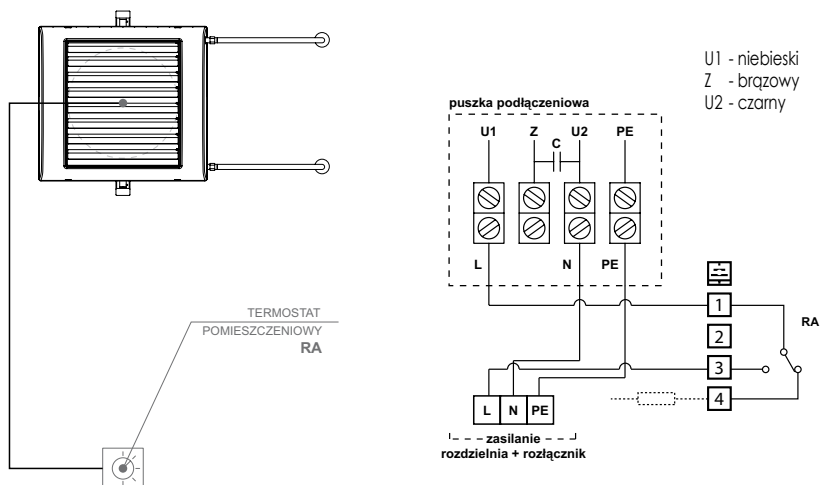 U1 - niebieski
Z - brązowy
U2 - czarny
puszka podłączeniowa
U1 Z U2 PE
C
L N PE
1
RA
2
3
4
L N PE
zasilanie
rozdzielnia + rozłącznik
TERMOSTAT
POMIESZCZENIOWY
RA